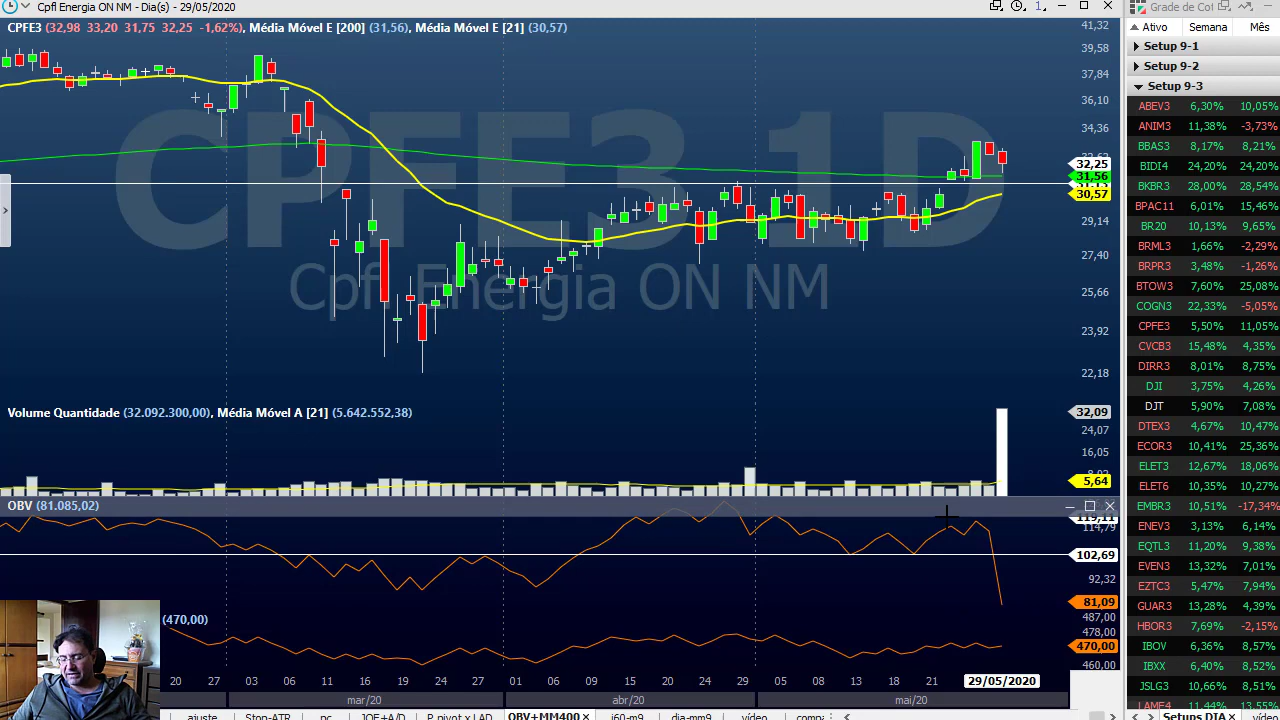 Cpfl Energia ON NM - Dia(s) - 29/05/2020
CPFE3 (32,98 33,20 31,75 32,25 -1,62%), Média Móvel E [200] (31,56), Média Móvel E [21] (30,57)
CPFE3 1D
Cpfl Energia ON NM
41,32
39,58
37,84
36,10
34,36
32,25
31,56
30,57
29,14
27,40
25,66
23,92
22,18
Volume Quantidade (32.092.300,00), Média Móvel A [21] (5.642.552,38)
32,09
24,07
16,05
8,02
5,64
OBV (81.085,02)
114,79
102,69
92,32
81,09
(470,00)
487,00
478,00
470,00
460,00
20 27 mar/20 06 11 13 19 24 27 abr/20 01 06 08 14 17 24 29 mai/20 05 08 13 18 21 29/05/2020
ajuste Stop-ATR pc JOE+A/D P pivot x LAD OBV+MM400 i60-m9 dia-mm9 vídeo
Grade de Cot
Ativo Semana Mês
Setup 9-1
Setup 9-2
Setup 9-3
ABEV3 6,30% 10,05%
ANIM3 11,38% -3,73%
BBAS3 8,17% 8,21%
BIDI4 24,20% 24,20%
BKBR3 28,00% 28,54%
BPAC11 6,01% 15,46%
BR20 10,13% 9,65%
BRML3 1,66% -2,29%
BRPR3 3,48% -1,26%
BTOW3 7,60% 25,08%
COGN3 22,33% -5,05%
CPFE3 5,50% 11,05%
CVCB3 15,48% 4,35%
DIRR3 8,01% 8,75%
DJI 3,75% 4,26%
DJT 5,90% 7,08%
DTEX3 4,67% 10,47%
ECOR3 10,41% 25,36%
ELET3 12,67% 18,06%
ELET6 10,35% 10,27%
EMBR3 10,51% -17,34%
ENEV3 3,13% 6,14%
EQTL3 11,20% 9,38%
EVEN3 13,32% 7,01%
EZTC3 5,47% 7,94%
GUAR3 13,28% 4,39%
HBOR3 7,69% -2,15%
IBOV 6,36% 8,57%
IBXX 6,40% 8,52%
JSLG3 10,66% 8,51%
LAME4 11,44% 13,55%
Setups DIA